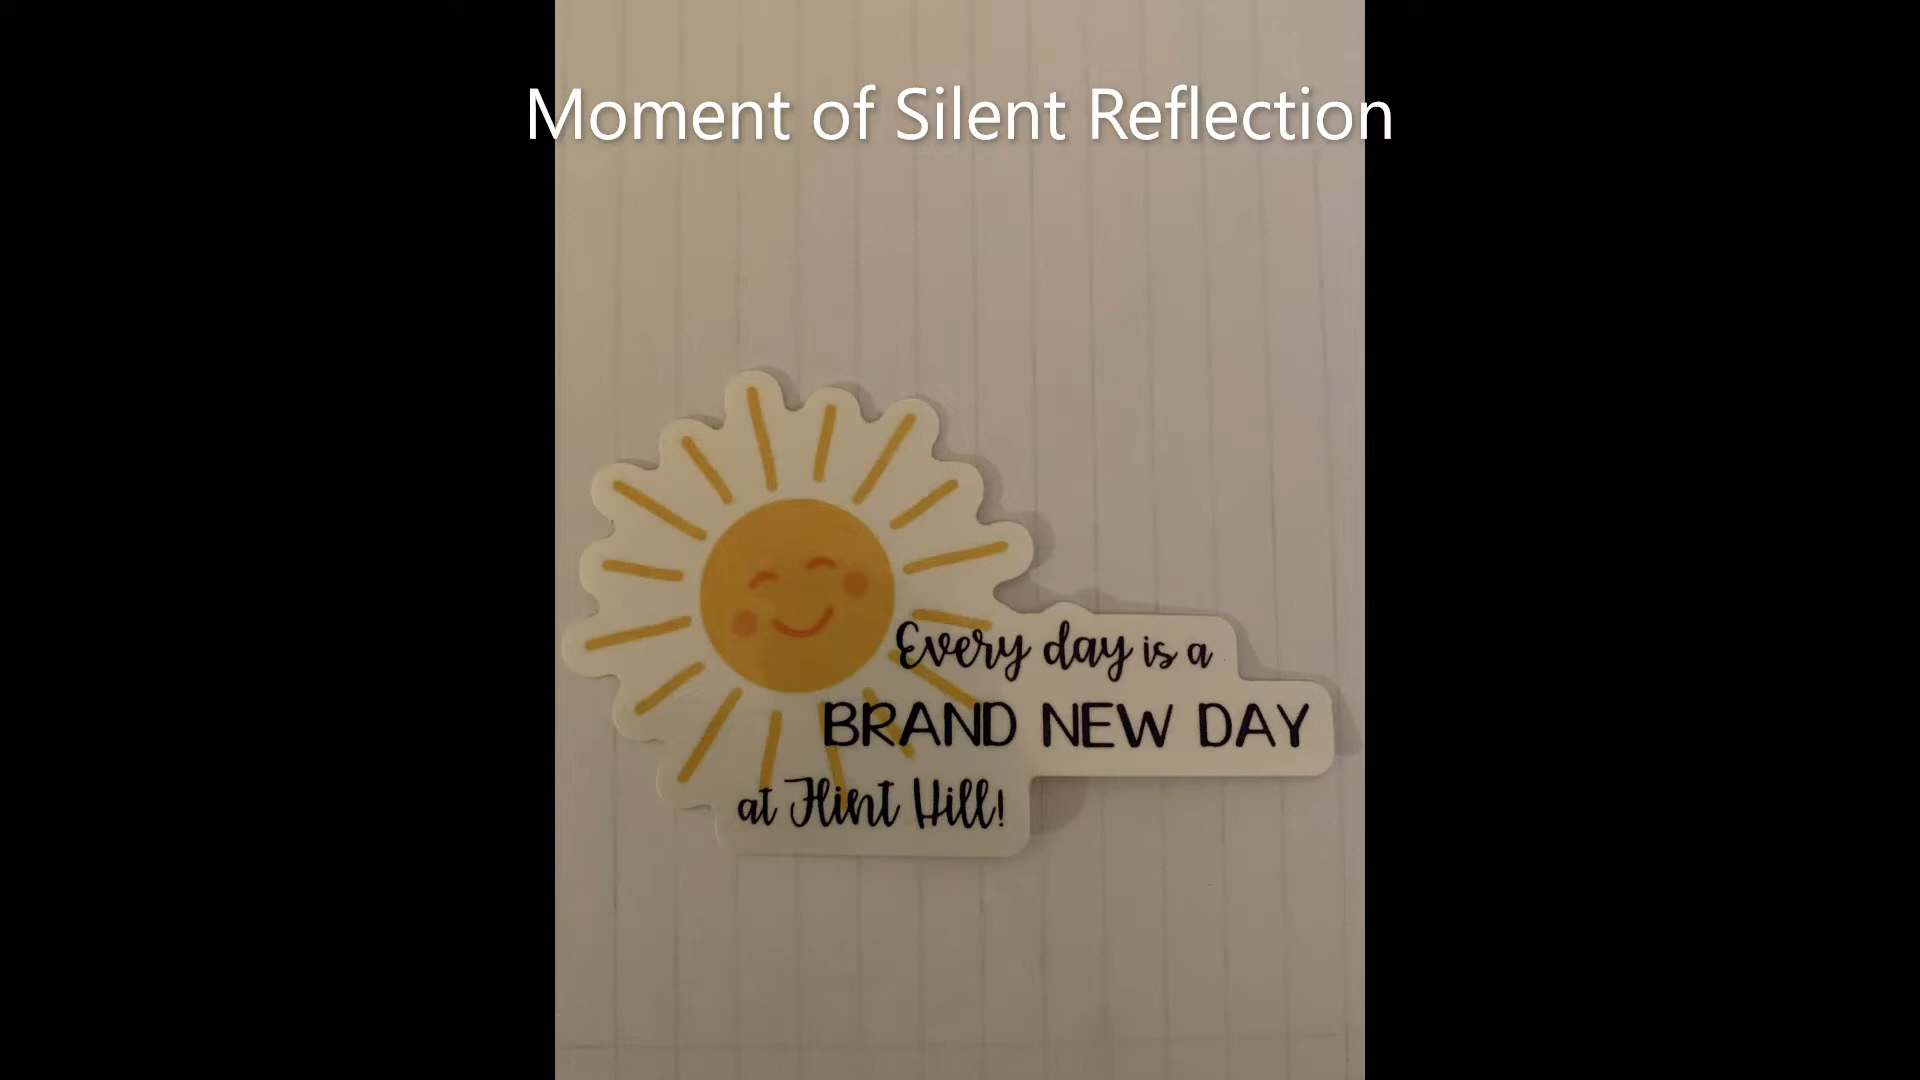 Moment of Silent Reflection
Every day is a
BRAND NEW DAY
at Flint Hill!